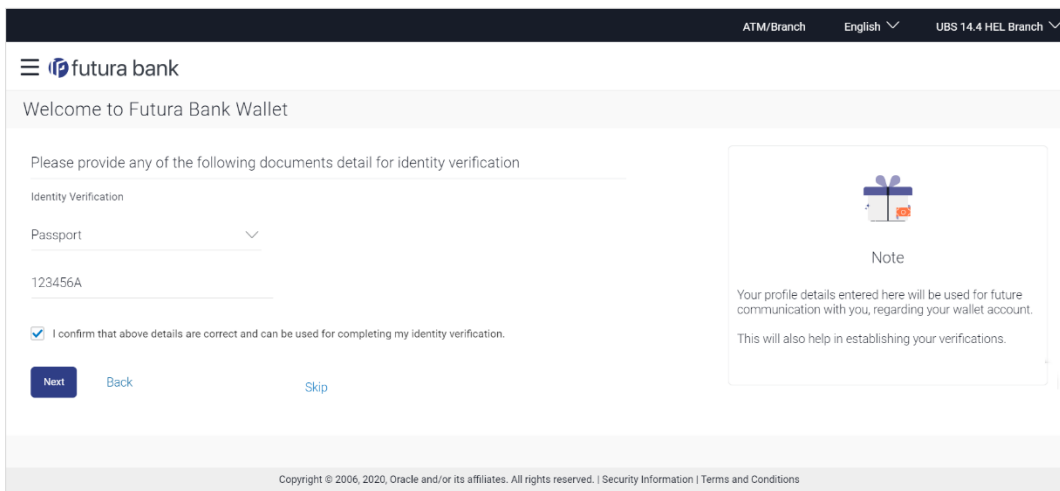 ATM/Branch English UBS 14.4 HEL Branch
futura bank
Welcome to Futura Bank Wallet
Please provide any of the following documents detail for identity verification
Identity Verification
Passport
123456A
I confirm that above details are correct and can be used for completing my identity verification.
Next Back Skip
Note
Your profile details entered here will be used for future
communication with you, regarding your wallet account.
This will also help in establishing your verifications.
Copyright © 2006, 2020, Oracle and/or its affiliates. All rights reserved. | Security Information | Terms and Conditions